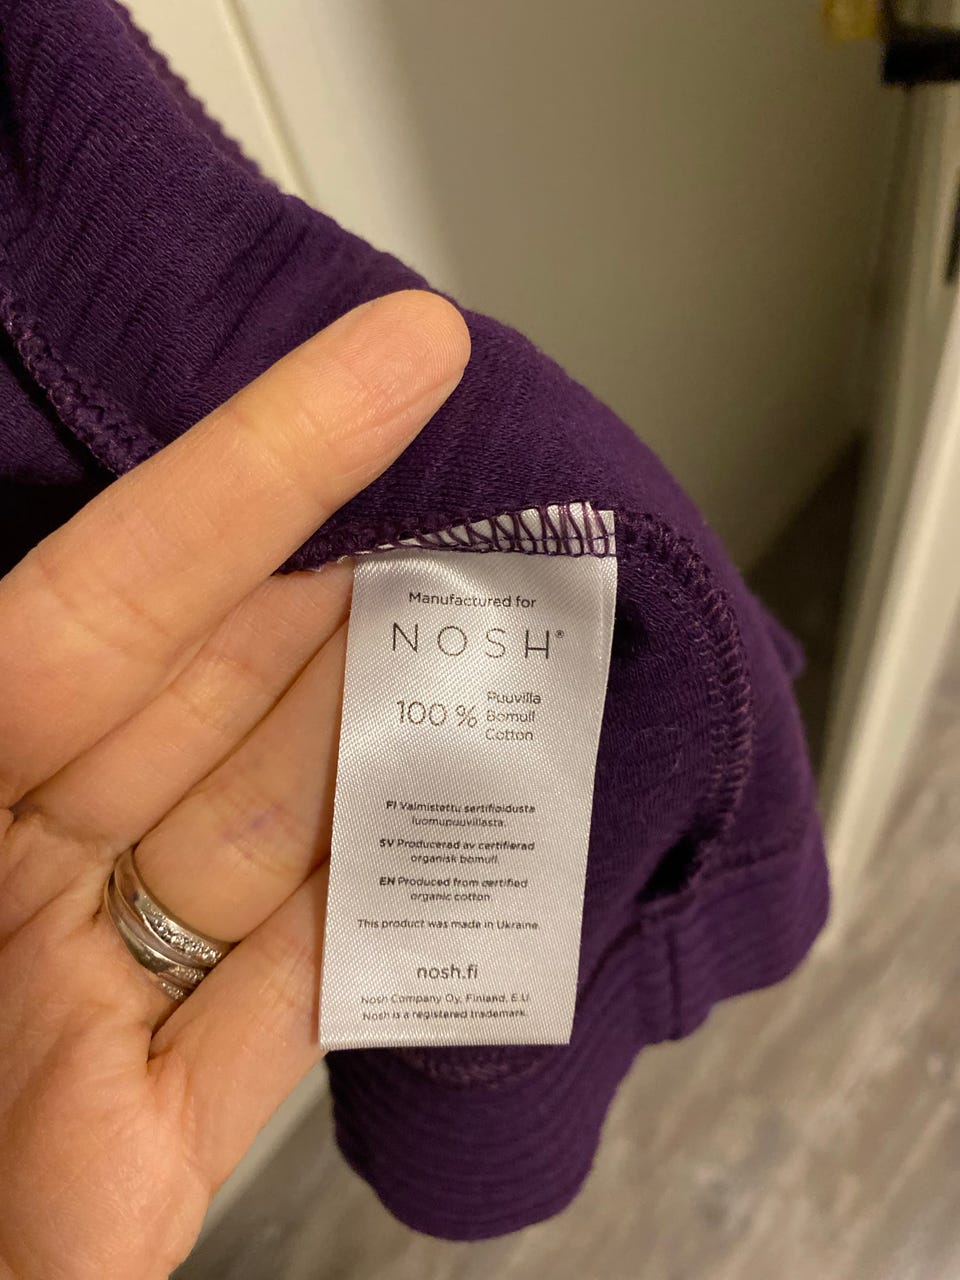 Manufactured for
NOSH®
100 % Puuvilla
Bomull
Cotton
FI Valmistettu sertifioidusta
luomupuuvillasta.
SV Producerad av certifierad
organisk bomull.
EN Produced from certified
organic cotton.
This product was made in Ukraine.
nosh.fi
Nosh Company Oy, Finland, E.U.
Nosh is a registered trademark.